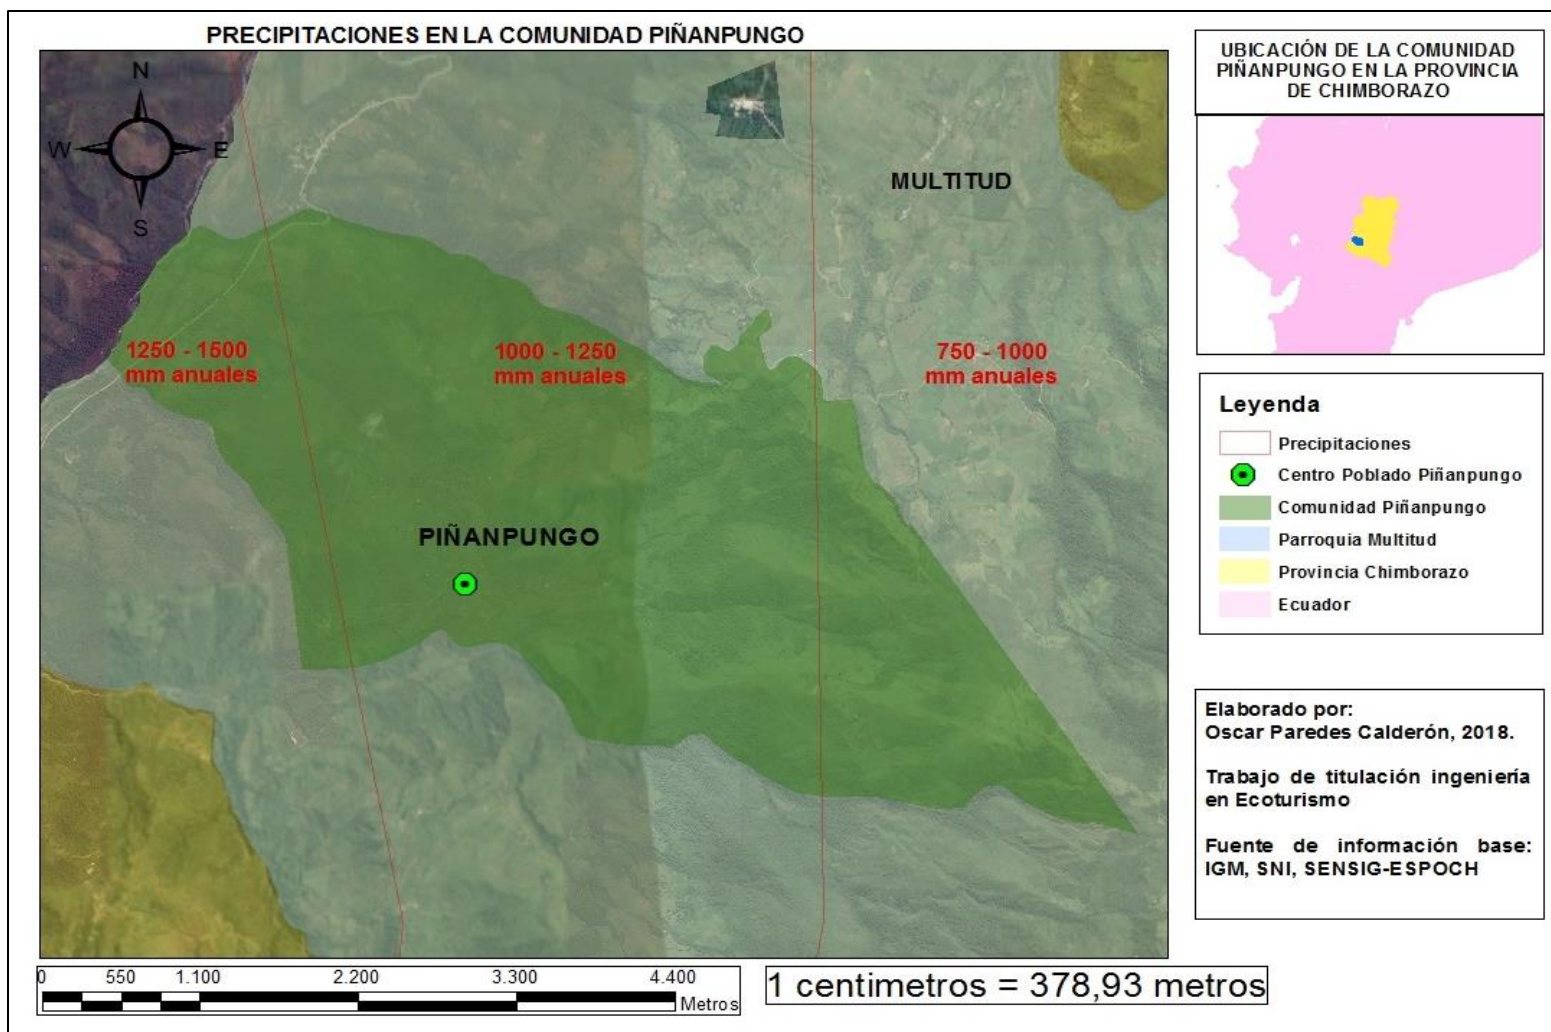 PRECIPITACIONES EN LA COMUNIDAD PIÑANPUNGO
N
W
E
S
MULTITUD
1250 - 1500
mm anuales
1000 - 1250
mm anuales
750 - 1000
mm anuales
PIÑANPUNGO
0 550 1.100 2.200 3.300 4.400
Metros
1 centimetros = 378,93 metros
UBICACIÓN DE LA COMUNIDAD
PIÑANPUNGO EN LA PROVINCIA
DE CHIMBORAZO
Leyenda
Precipitaciones
Centro Poblado Piñanpungo
Comunidad Piñanpungo
Parroquia Multitud
Provincia Chimborazo
Ecuador
Elaborado por:
Oscar Paredes Calderón, 2018.
Trabajo de titulación ingeniería
en Ecoturismo
Fuente de información base:
IGM, SNI, SENSIG-ESPOCH